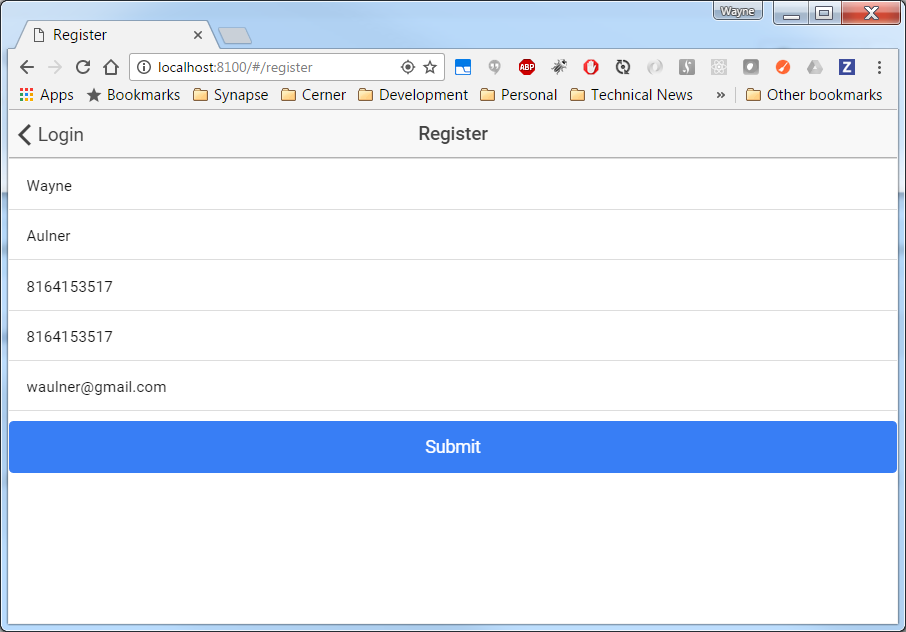 Wayne
Register
localhost:8100/#/register
ABP
Z
Apps Bookmarks Synapse Cerner Development Personal Technical News » Other bookmarks
Login Register
Wayne
Aulner
8164153517
8164153517
waulner@gmail.com
Submit